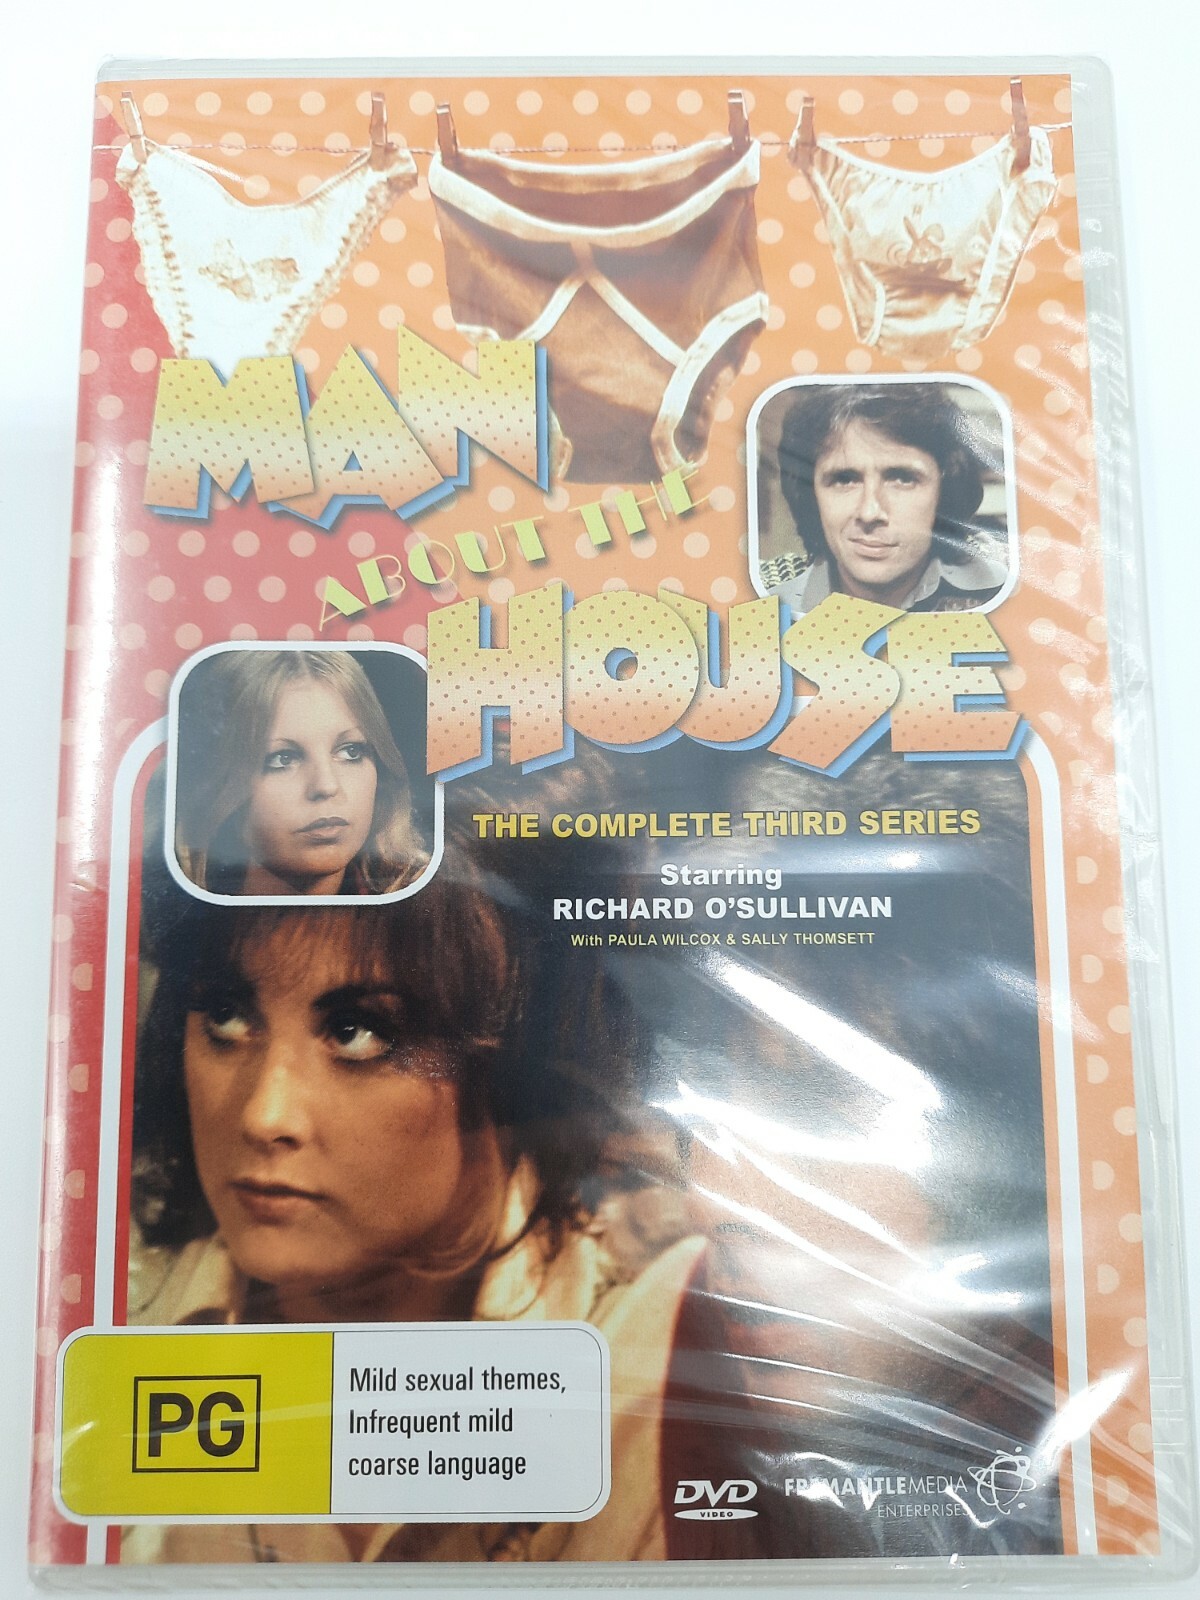 MAN
ABOUT THE
HOUSE
THE COMPLETE THIRD SERIES
Starring
RICHARD O'SULLIVAN
With PAULA WILCOX & SALLY THOMSETT
PG
Mild sexual themes,
Infrequent mild
coarse language
DVD
VIDEO
FREMANTLEMEDIA
ENTERPRISES